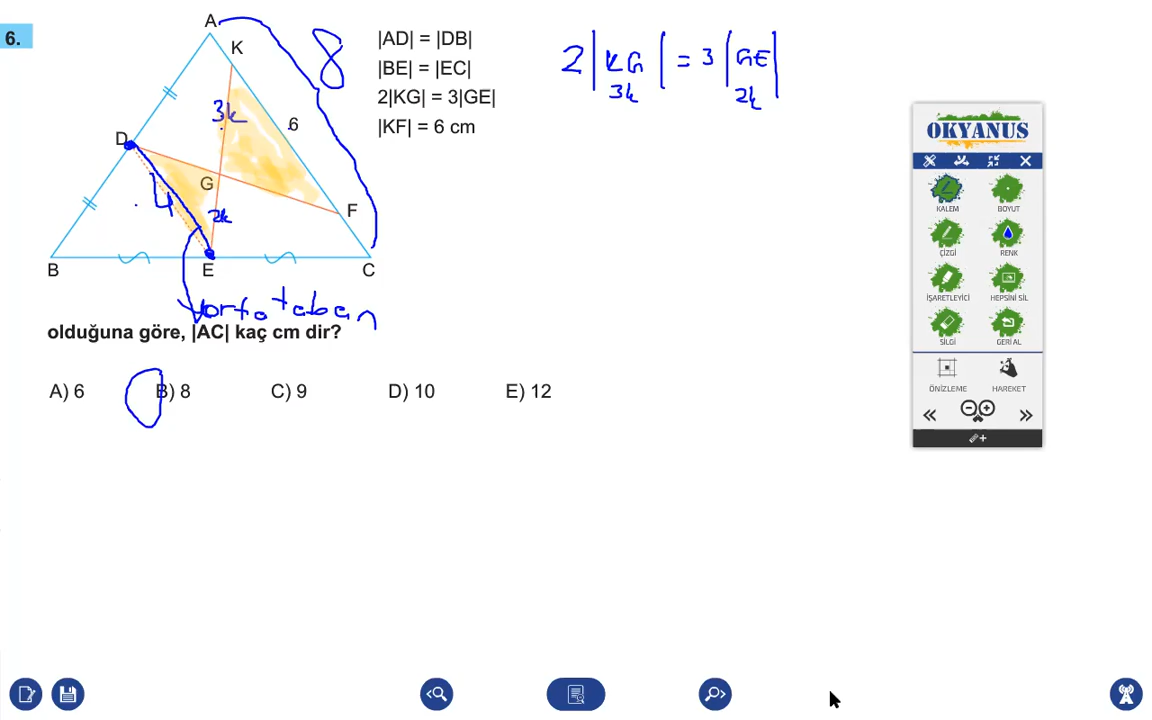 6.
A
K
8
|AD| = |DB|
|BE| = |EC|
2|KG| = 3|GE|
|KF| = 6 cm
2|KG| = 3|GE|
3k 2k
3k
6
D
G
4
2k
F
B
E
C
orta taban
olduğuna göre, |AC| kaç cm dir?
A) 6 B) 8 C) 9 D) 10 E) 12
OKYANUS
KALEM BOYUT
ÇİZGİ RENK
İŞARETLEYİCİ HEPSİNİ SİL
SİLGİ GERİ AL
ÖNİZLEME HAREKET